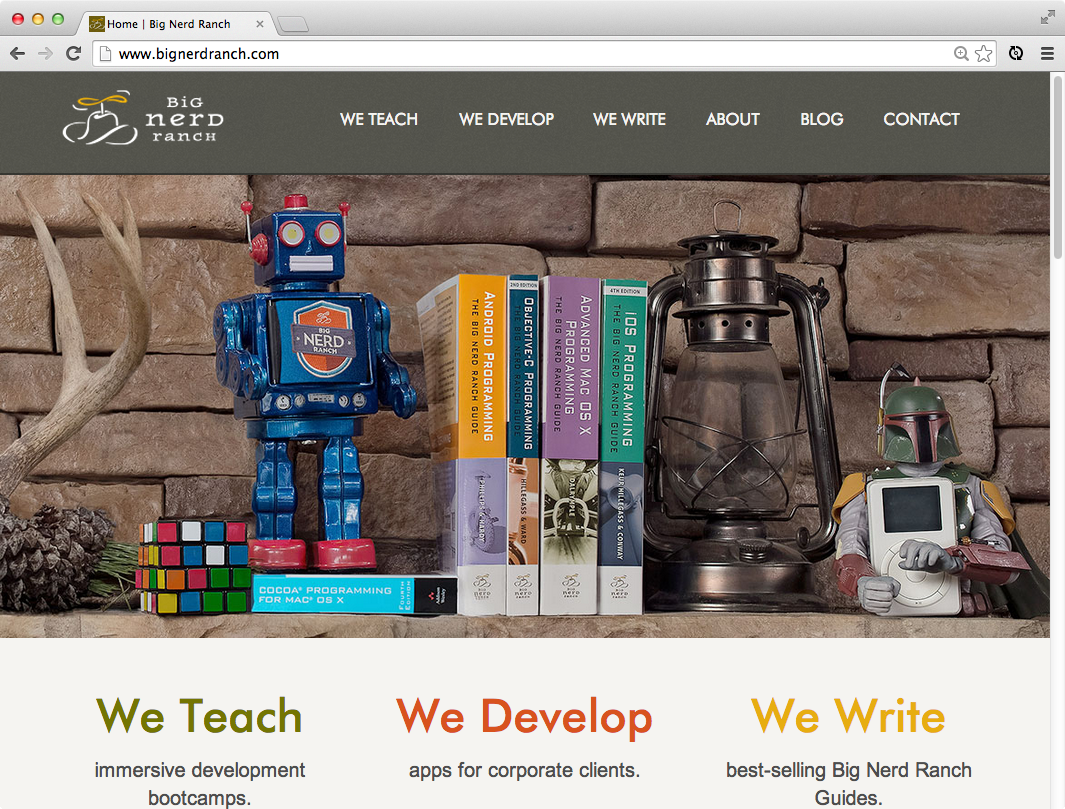 Home | Big Nerd Ranch
www.bignerdranch.com
BiG
nerd
ranch
WE TEACH
WE DEVELOP
WE WRITE
ABOUT
BLOG
CONTACT
BIG
NERD
RANCH
Android Programming
THE BIG NERD RANCH GUIDE
PHILLIPS & HARDY
2ND EDITION
Objective-C Programming
THE BIG NERD RANCH GUIDE
HILLEGASS & WARD
Advanced Mac OS X
Programming
THE BIG NERD RANCH GUIDE
DALRYMPLE
4TH EDITION
iOS Programming
THE BIG NERD RANCH GUIDE
KEUR, HILLEGASS & CONWAY
COCOA® PROGRAMMING
FOR MAC® OS X
Fourth
Edition
Addison
Wesley
We Teach
immersive development
bootcamps.
We Develop
apps for corporate clients.
We Write
best-selling Big Nerd Ranch
Guides.